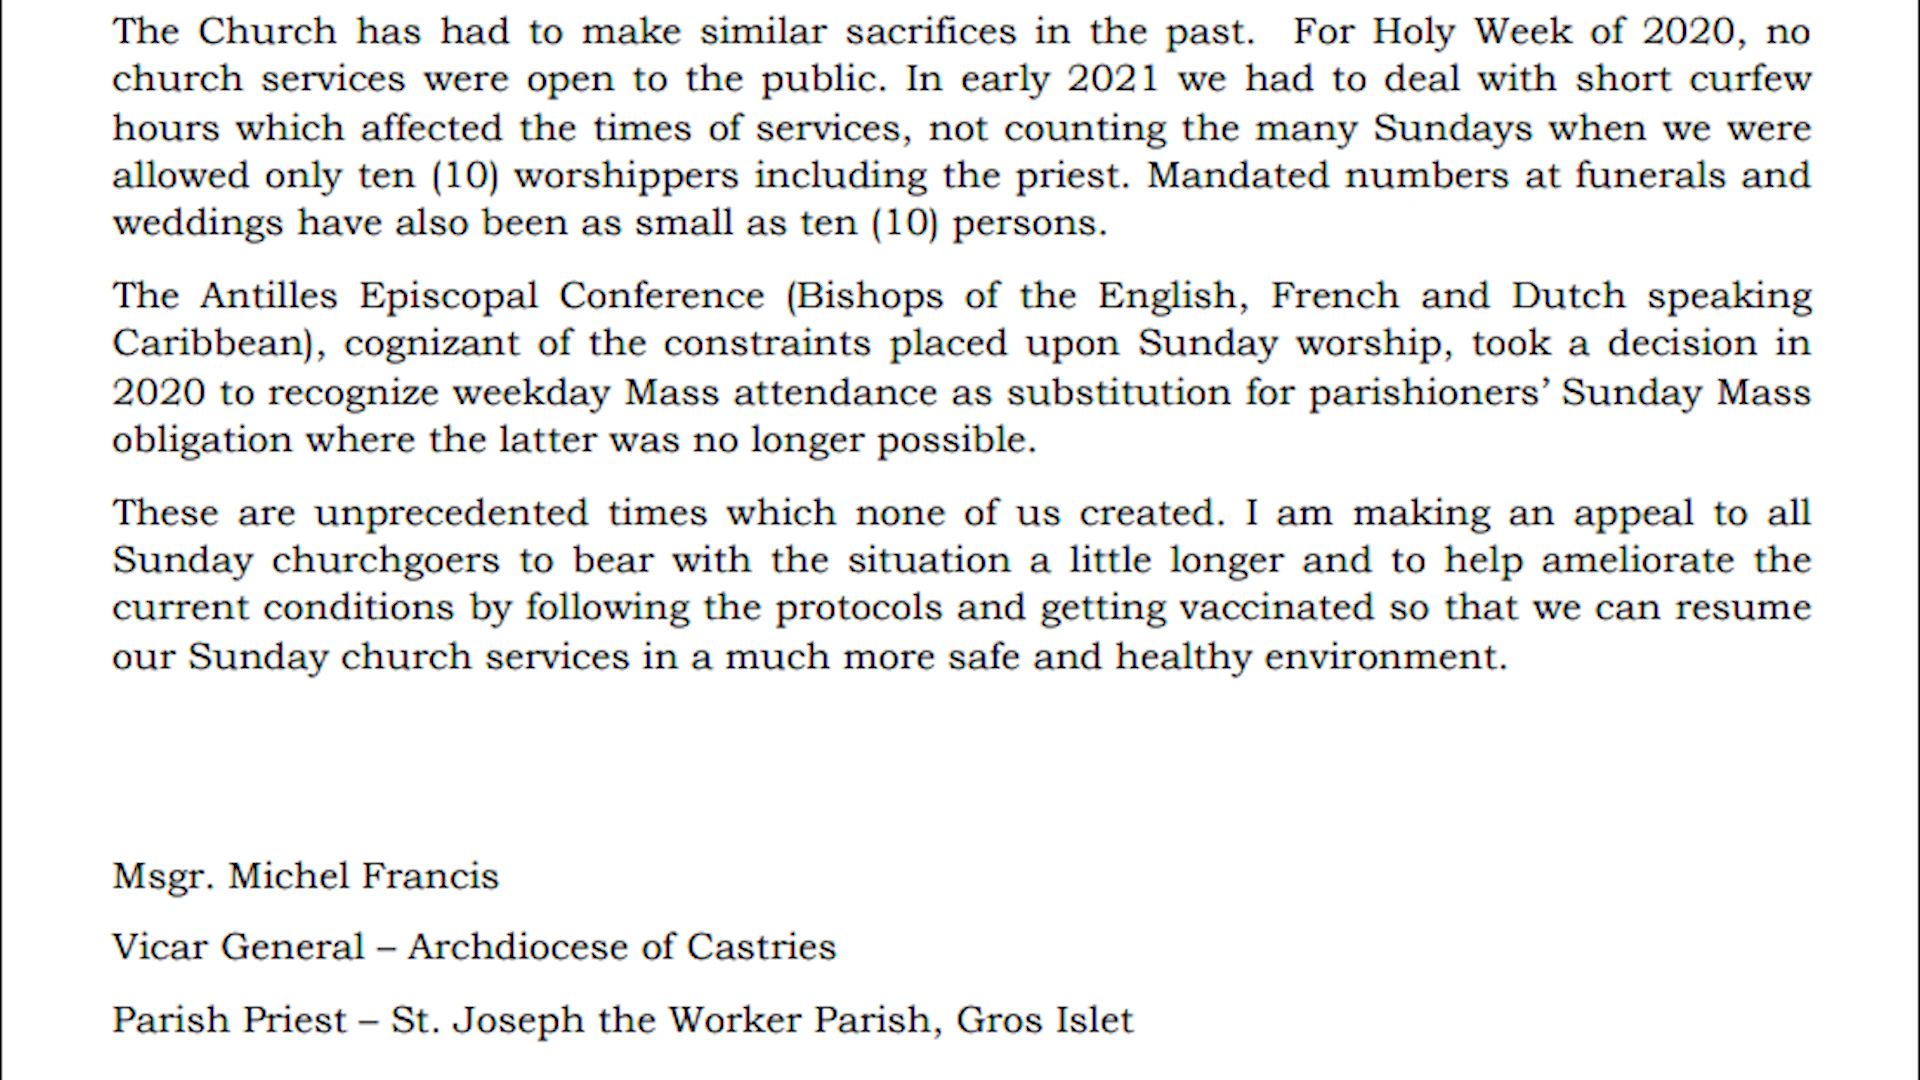 The Church has had to make similar sacrifices in the past.  For Holy Week of 2020, no
church services were open to the public. In early 2021 we had to deal with short curfew
hours which affected the times of services, not counting the many Sundays when we were
allowed only ten (10) worshippers including the priest. Mandated numbers at funerals and
weddings have also been as small as ten (10) persons.
The Antilles Episcopal Conference (Bishops of the English, French and Dutch speaking
Caribbean), cognizant of the constraints placed upon Sunday worship, took a decision in
2020 to recognize weekday Mass attendance as substitution for parishioners’ Sunday Mass
obligation where the latter was no longer possible.
These are unprecedented times which none of us created. I am making an appeal to all
Sunday churchgoers to bear with the situation a little longer and to help ameliorate the
current conditions by following the protocols and getting vaccinated so that we can resume
our Sunday church services in a much more safe and healthy environment.
Msgr. Michel Francis
Vicar General – Archdiocese of Castries
Parish Priest – St. Joseph the Worker Parish, Gros Islet